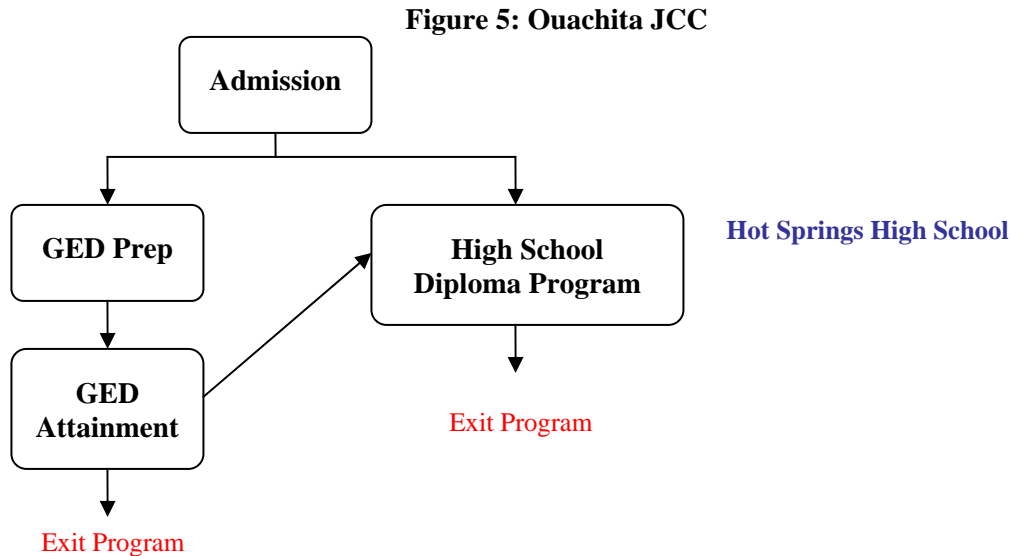 Figure 5: Ouachita JCC
Admission
GED Prep
High School
Diploma Program
Hot Springs High School
GED
Attainment
Exit Program
Exit Program